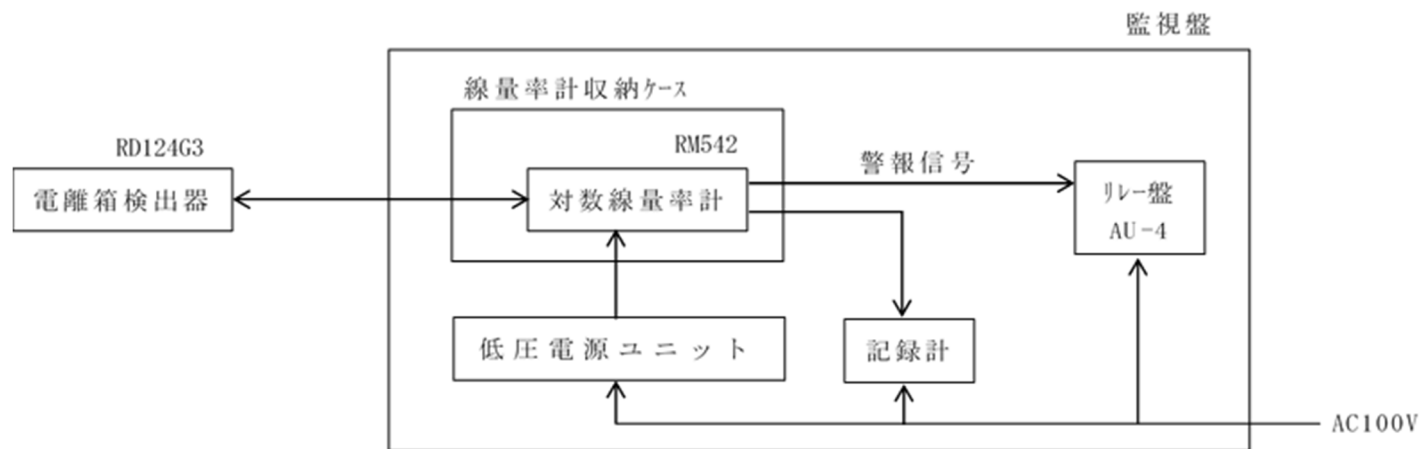 監視盤
線量率計収納ｹｰｽ
RD124G3
RM542
電離箱検出器
対数線量率計
警報信号
ﾘﾚｰ盤
AU-4
低圧電源ユニット
記録計
AC100V